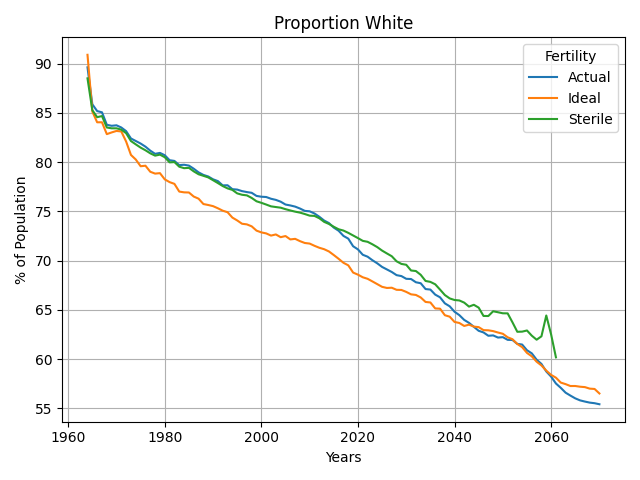 Proportion White
Fertility
Actual
Ideal
Sterile
% of Population
90
85
80
75
70
65
60
55
1960
1980
2000
2020
2040
2060
Years